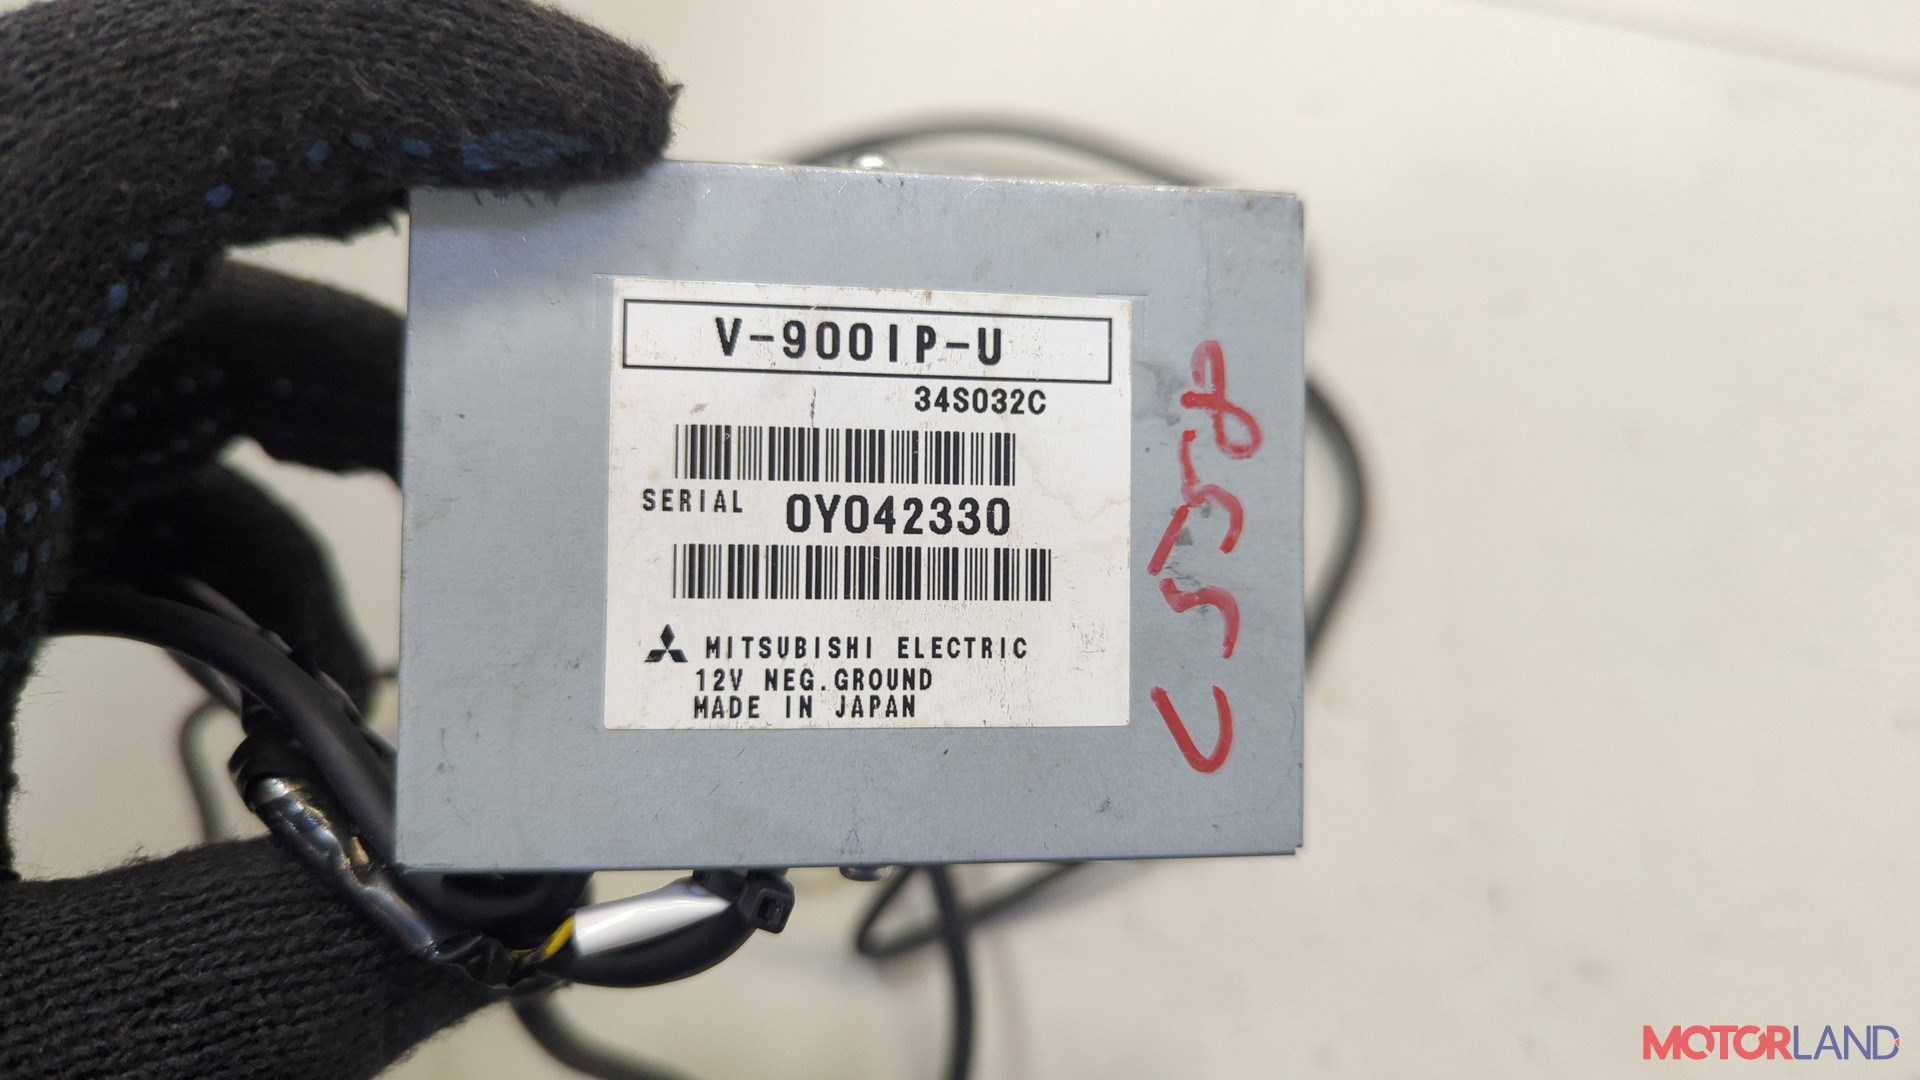 V-900IP-U
34S032C
SERIAL 0Y042330
MITSUBISHI ELECTRIC
12V NEG.GROUND
MADE IN JAPAN
MOTORLAND